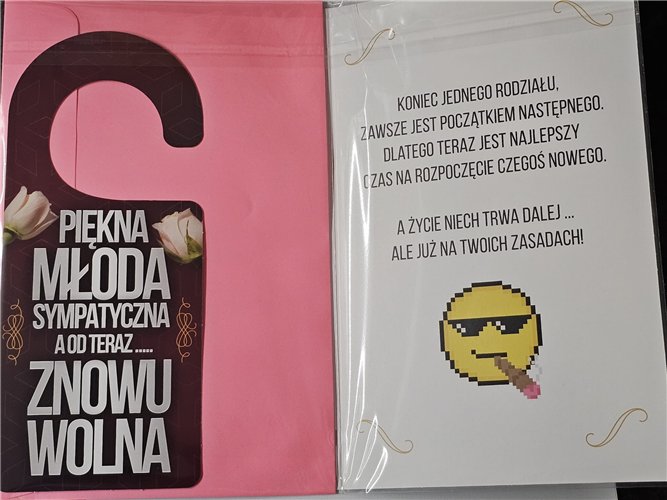 PIĘKNA
MŁODA
SYMPATYCZNA
A OD TERAZ .....
ZNOWU
WOLNA
KONIEC JEDNEGO RODZIAŁU,
ZAWSZE JEST POCZĄTKIEM NASTĘPNEGO.
DLATEGO TERAZ JEST NAJLEPSZY
CZAS NA ROZPOCZĘCIE CZEGOŚ NOWEGO.
A ŻYCIE NIECH TRWA DALEJ ...
ALE JUŻ NA TWOICH ZASADACH!